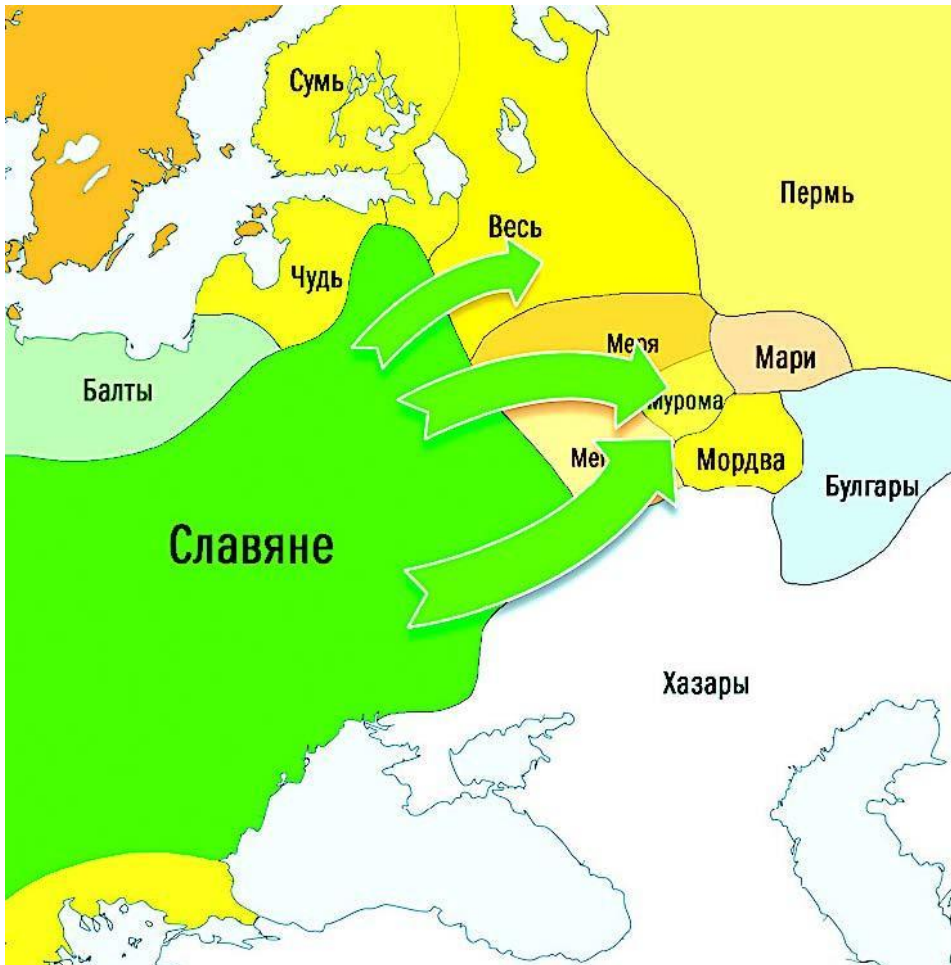 Сумь
Пермь
Весь
Чудь
Меря
Мари
Балты
Мурома
Мордва
Булгары
Славяне
Хазары